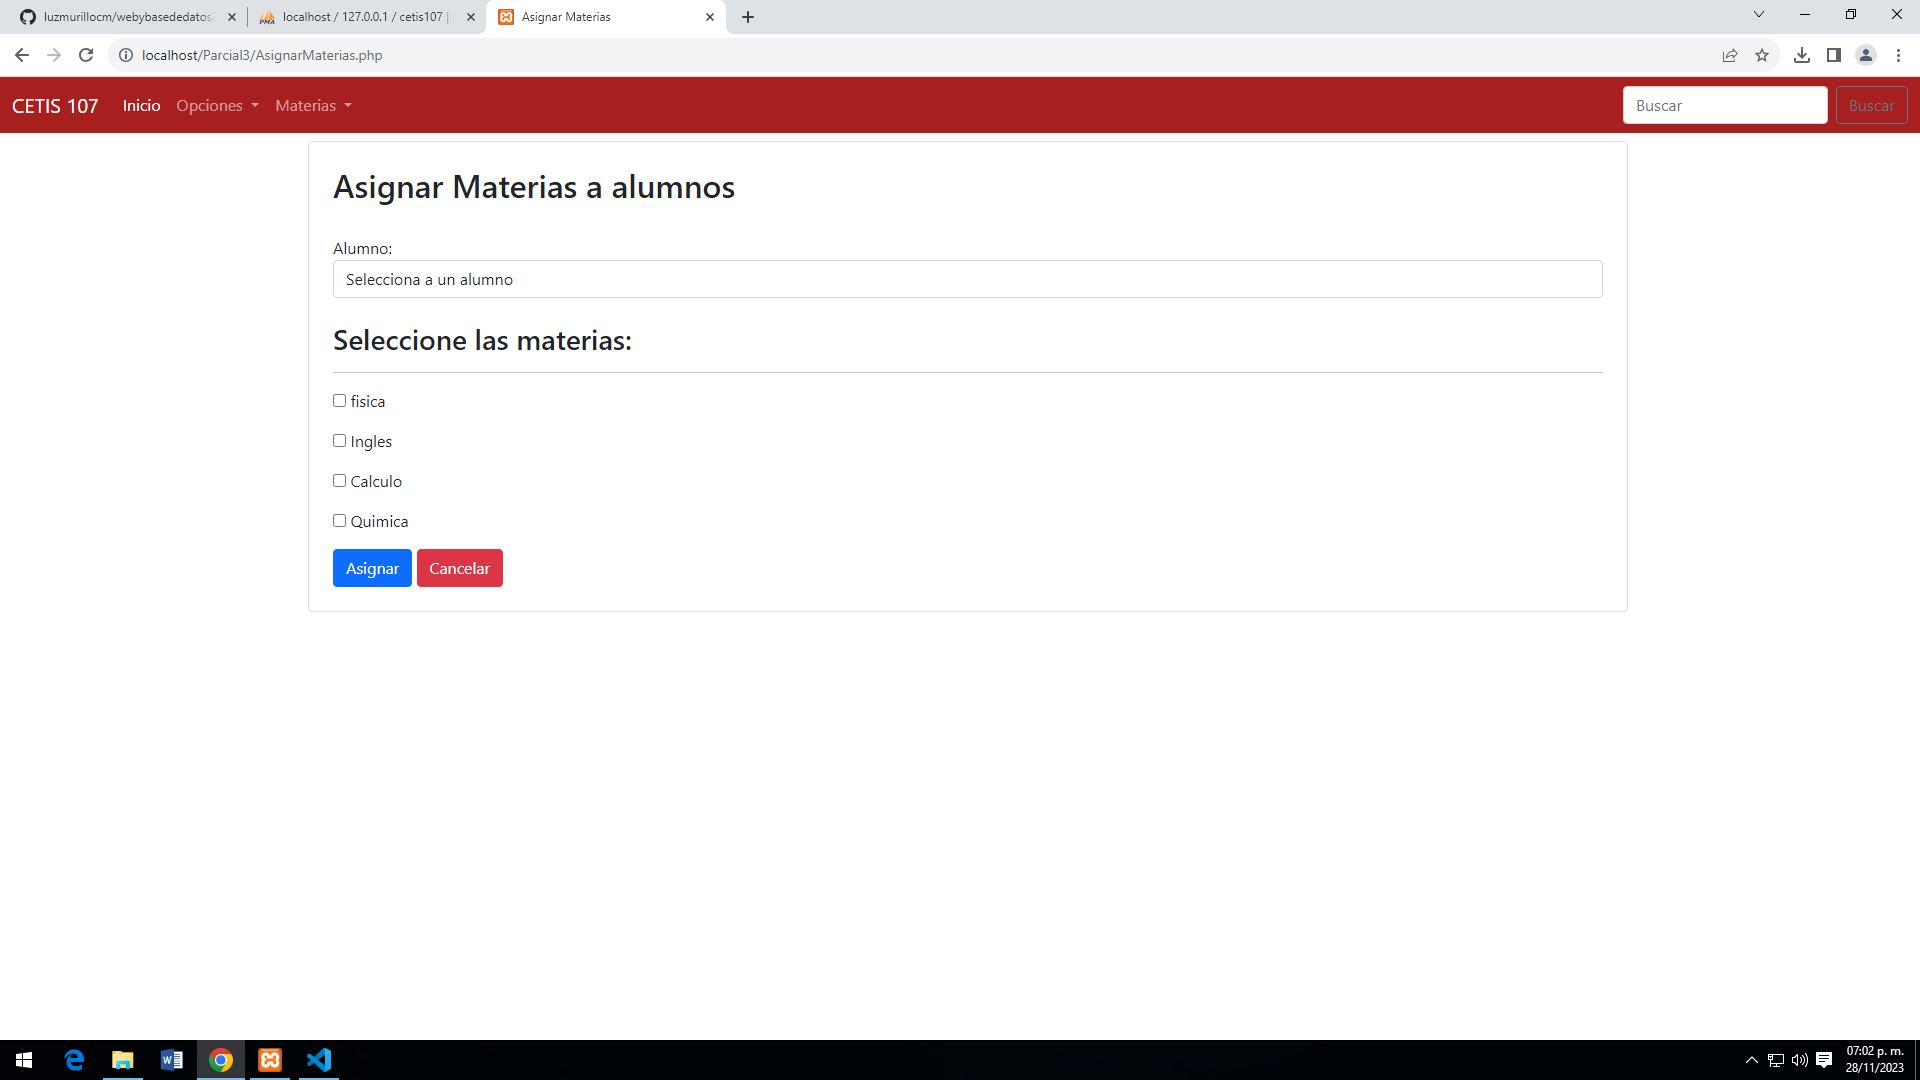 luzmurillocm/webybasededatos
localhost / 127.0.0.1 / cetis107 |
Asignar Materias
localhost/Parcial3/AsignarMaterias.php
CETIS 107
Inicio
Opciones
Materias
Buscar
Buscar
Asignar Materias a alumnos
Alumno:
Selecciona a un alumno
Seleccione las materias:
fisica
Ingles
Calculo
Quimica
Asignar
Cancelar
07:02 p. m.
28/11/2023